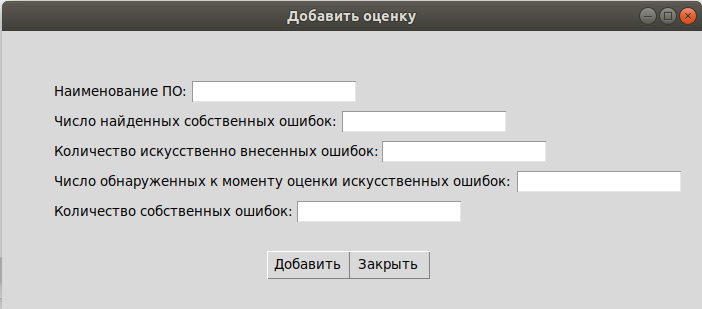 Добавить оценку
Наименование ПО:
Число найденных собственных ошибок:
Количество искусственно внесенных ошибок:
Число обнаруженных к моменту оценки искусственных ошибок:
Количество собственных ошибок:
Добавить Закрыть